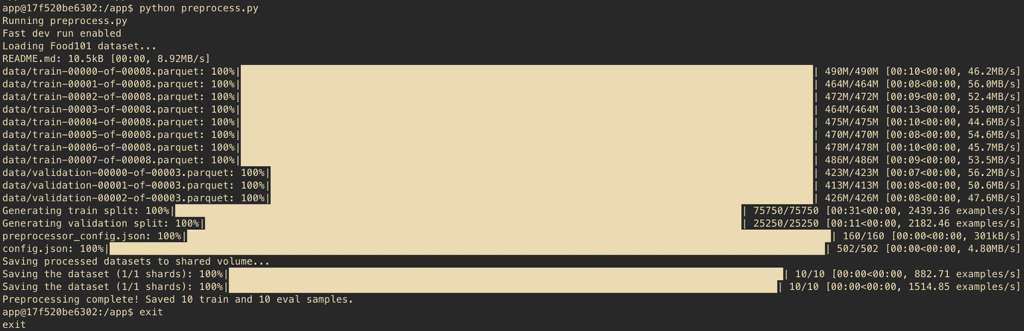 app@17f520be6302:/app$ python preprocess.py
Running preprocess.py
Fast dev run enabled
Loading Food101 dataset...
README.md: 10.5kB [00:00, 8.92MB/s]
data/train-00000-of-00008.parquet: 100%| | 490M/490M [00:10<00:00, 46.2MB/s]
data/train-00001-of-00008.parquet: 100%| | 464M/464M [00:08<00:00, 56.0MB/s]
data/train-00002-of-00008.parquet: 100%| | 472M/472M [00:09<00:00, 52.4MB/s]
data/train-00003-of-00008.parquet: 100%| | 464M/464M [00:13<00:00, 35.0MB/s]
data/train-00004-of-00008.parquet: 100%| | 475M/475M [00:10<00:00, 44.6MB/s]
data/train-00005-of-00008.parquet: 100%| | 470M/470M [00:08<00:00, 54.6MB/s]
data/train-00006-of-00008.parquet: 100%| | 478M/478M [00:10<00:00, 45.7MB/s]
data/train-00007-of-00008.parquet: 100%| | 486M/486M [00:09<00:00, 53.5MB/s]
data/validation-00000-of-00003.parquet: 100%| | 423M/423M [00:07<00:00, 56.2MB/s]
data/validation-00001-of-00003.parquet: 100%| | 413M/413M [00:08<00:00, 50.6MB/s]
data/validation-00002-of-00003.parquet: 100%| | 426M/426M [00:08<00:00, 47.6MB/s]
Generating train split: 100%| | 75750/75750 [00:31<00:00, 2439.36 examples/s]
Generating validation split: 100%| | 25250/25250 [00:11<00:00, 2182.46 examples/s]
preprocessor_config.json: 100%| | 160/160 [00:00<00:00, 301kB/s]
config.json: 100%| | 502/502 [00:00<00:00, 4.80MB/s]
Saving processed datasets to shared volume...
Saving the dataset (1/1 shards): 100%| | 10/10 [00:00<00:00, 882.71 examples/s]
Saving the dataset (1/1 shards): 100%| | 10/10 [00:00<00:00, 1514.85 examples/s]
Preprocessing complete! Saved 10 train and 10 eval samples.
app@17f520be6302:/app$ exit
exit